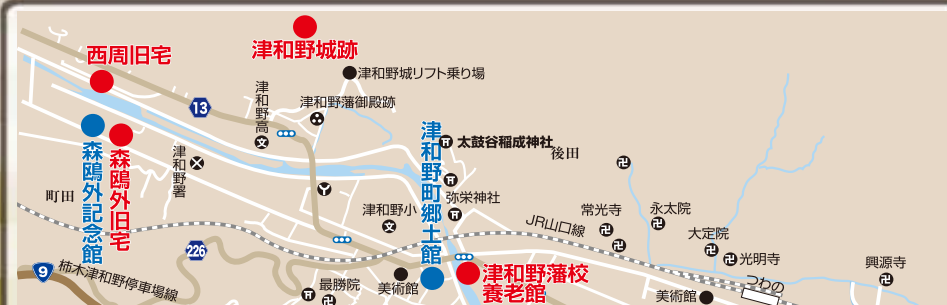 西周旧宅
津和野城跡
津和野城リフト乗り場
13
津和野高
津和野藩御殿跡
森鴎外記念館
森鴎外旧宅
津和野署
津和野町郷土館
太鼓谷稲成神社
後田
町田
弥栄神社
津和野小
常光寺
永太院
大定院
光明寺
JR山口線
226
9
柿木津和野停車場線
最勝院
美術館
津和野藩校
養老館
つわの
美術館
興源寺